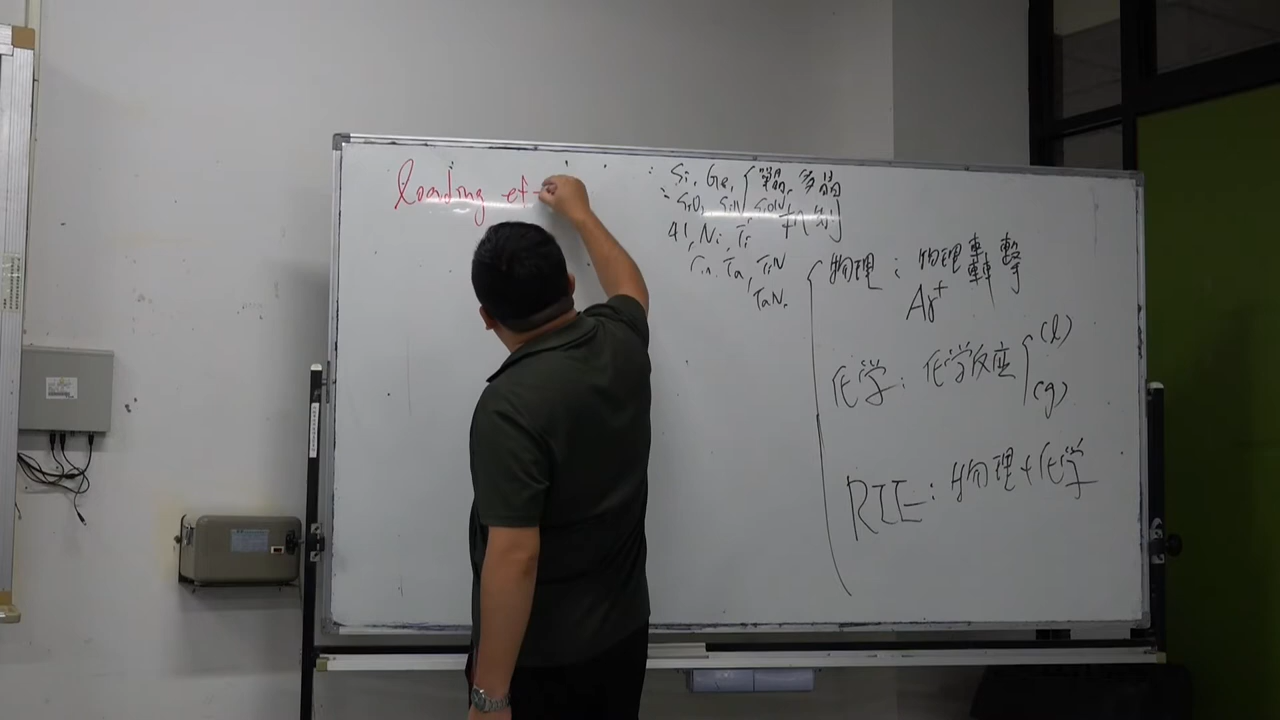 loading ef
Si, Ge, {單晶, 多晶
SiO, SiN, SiON
Al, Ni, Ti
Ta, TiN
TaN
物理: 物理轟擊
Ar+
化学: 化学反应 { (l)
(g)
RIE: 物理+化学